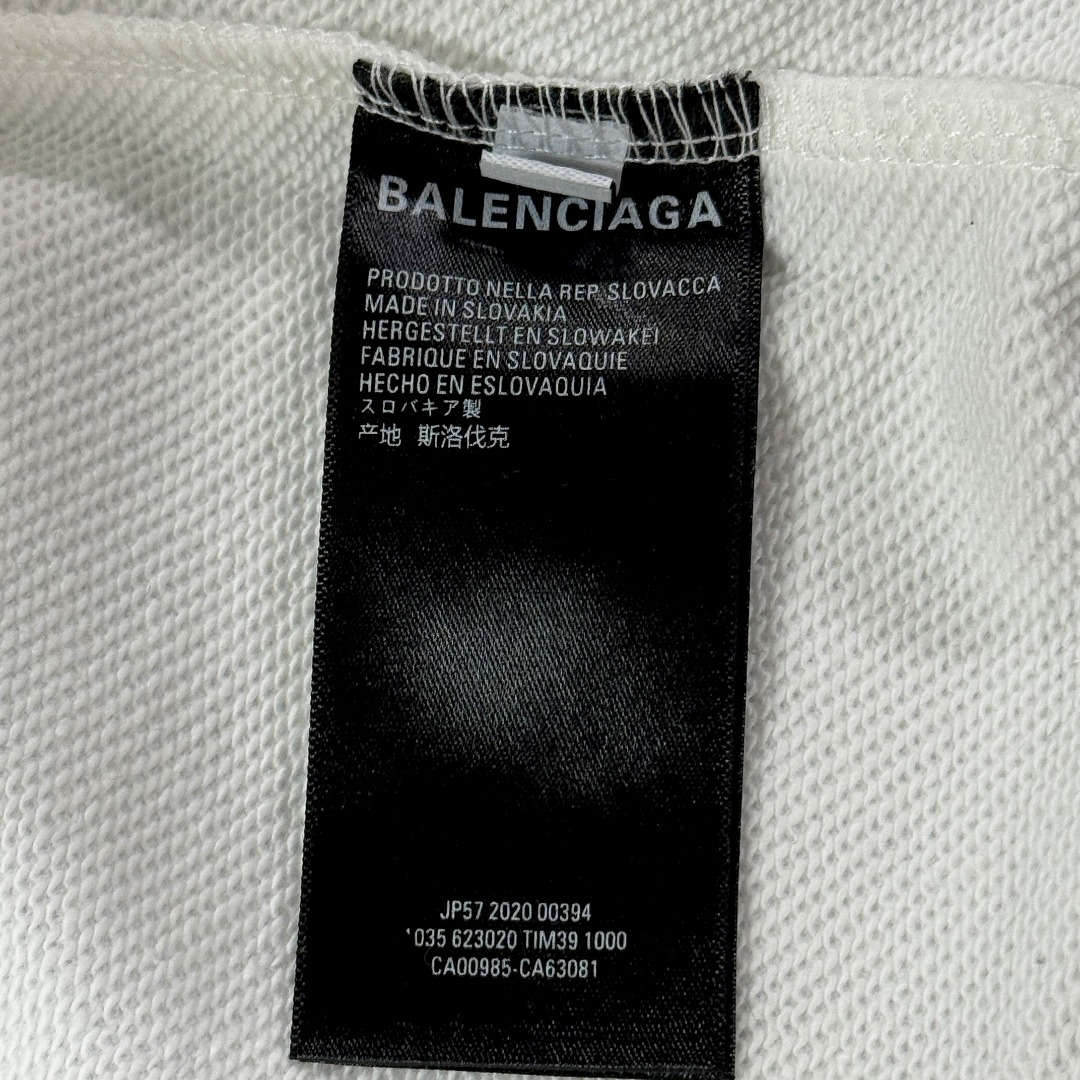 BALENCIAGA
PRODOTTO NELLA REP. SLOVACCA
MADE IN SLOVAKIA
HERGESTELLT EN SLOWAKEI
FABRIQUE EN SLOVAQUIE
HECHO EN ESLOVAQUIA
スロバキア製
产地 斯洛伐克
JP57 2020 00394
1035 623020 TIM39 1000
CA00985-CA63081